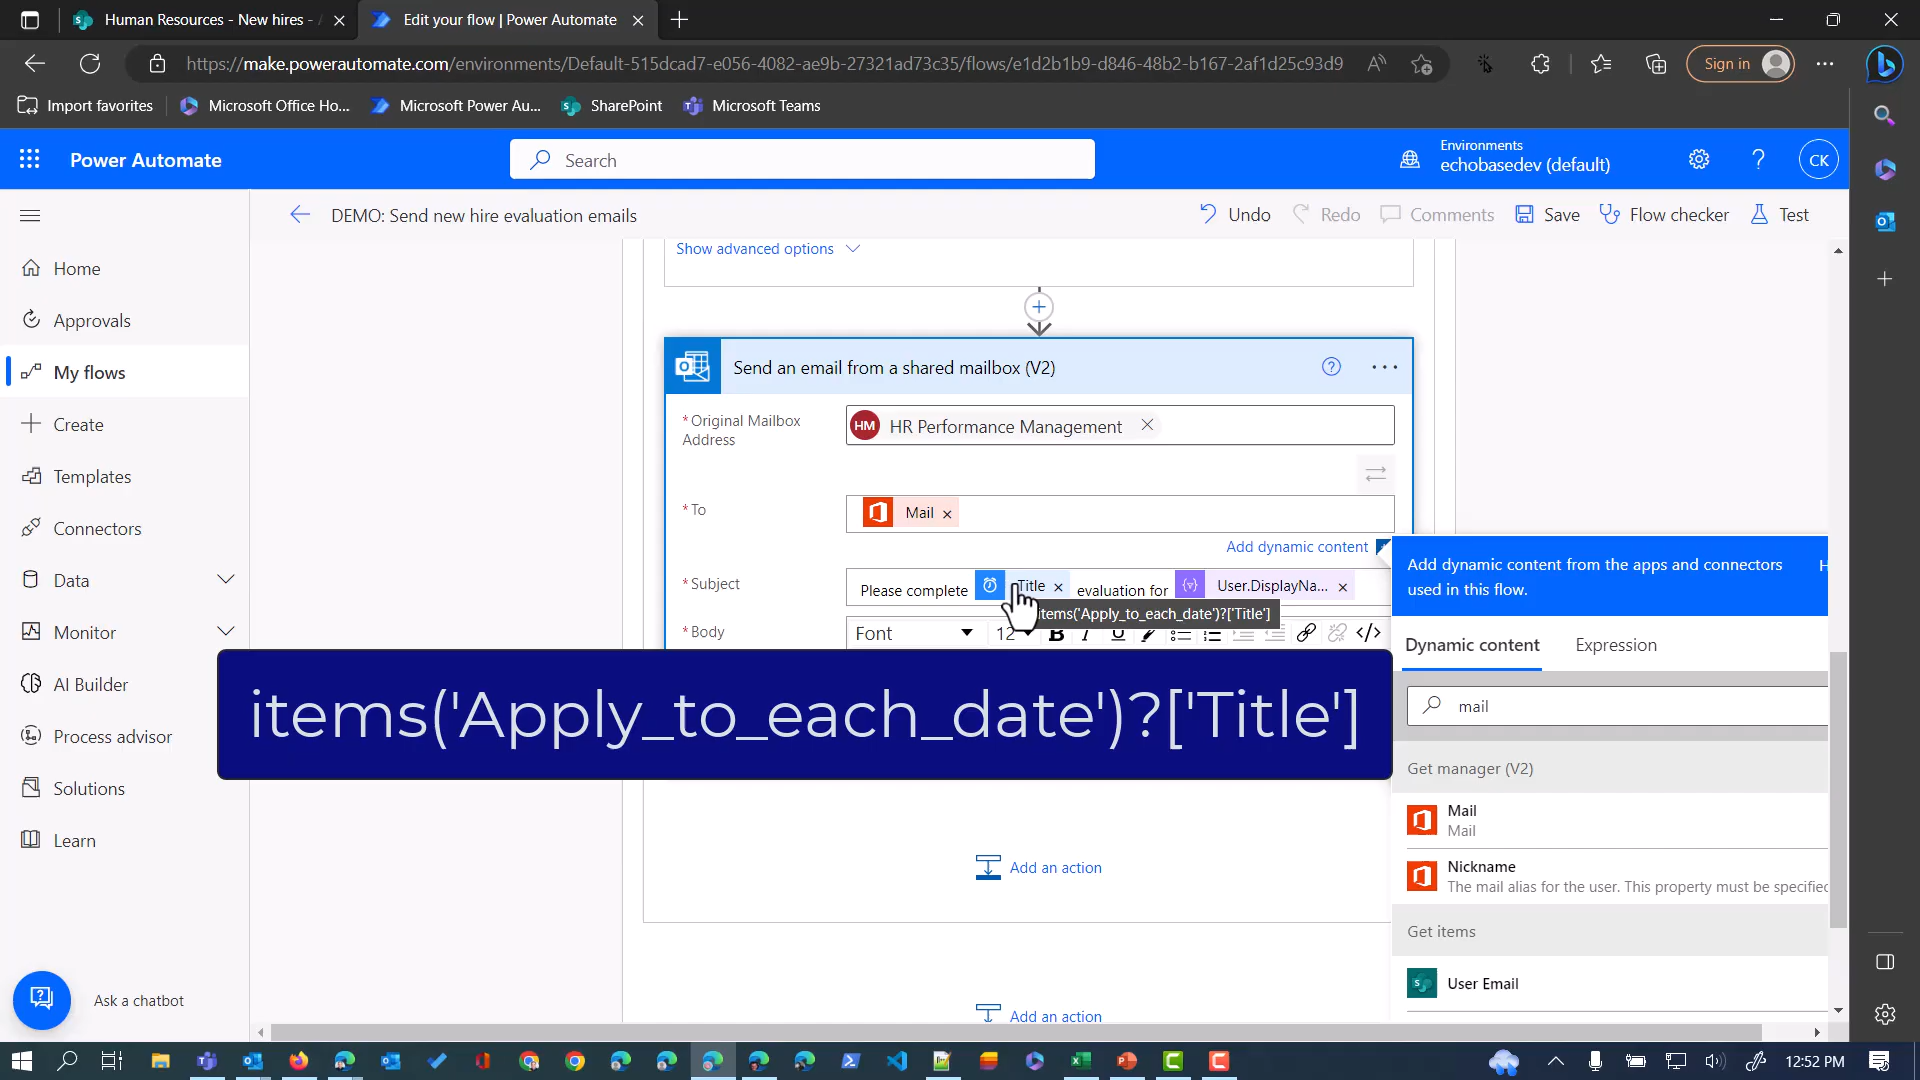 Human Resources - New hires -
Edit your flow | Power Automate
https://make.powerautomate.com/environments/Default-515dcad7-e056-4082-ae9b-27321ad73c35/flows/e1d2b1b9-d846-48b2-b167-2af1d25c93d9
Sign in
Import favorites
Microsoft Office Ho...
Microsoft Power Au...
SharePoint
Microsoft Teams
Power Automate
Search
Environments
echobasedev (default)
CK
DEMO: Send new hire evaluation emails
Undo
Redo
Comments
Save
Flow checker
Test
Home
Approvals
My flows
Create
Templates
Connectors
Data
Monitor
AI Builder
Process advisor
Solutions
Learn
Ask a chatbot
Show advanced options
Send an email from a shared mailbox (V2)
* Original Mailbox
Address
HM
HR Performance Management
* To
Mail
Add dynamic content
* Subject
Please complete Title evaluation for User.DisplayNa...
items('Apply_to_each_date')?['Title']
* Body
Font
12
items('Apply_to_each_date')?['Title']
Add an action
Add an action
Add dynamic content from the apps and connectors
used in this flow.
Dynamic content
Expression
mail
Get manager (V2)
Mail
Mail
Nickname
The mail alias for the user. This property must be specified
Get items
User Email
12:52 PM